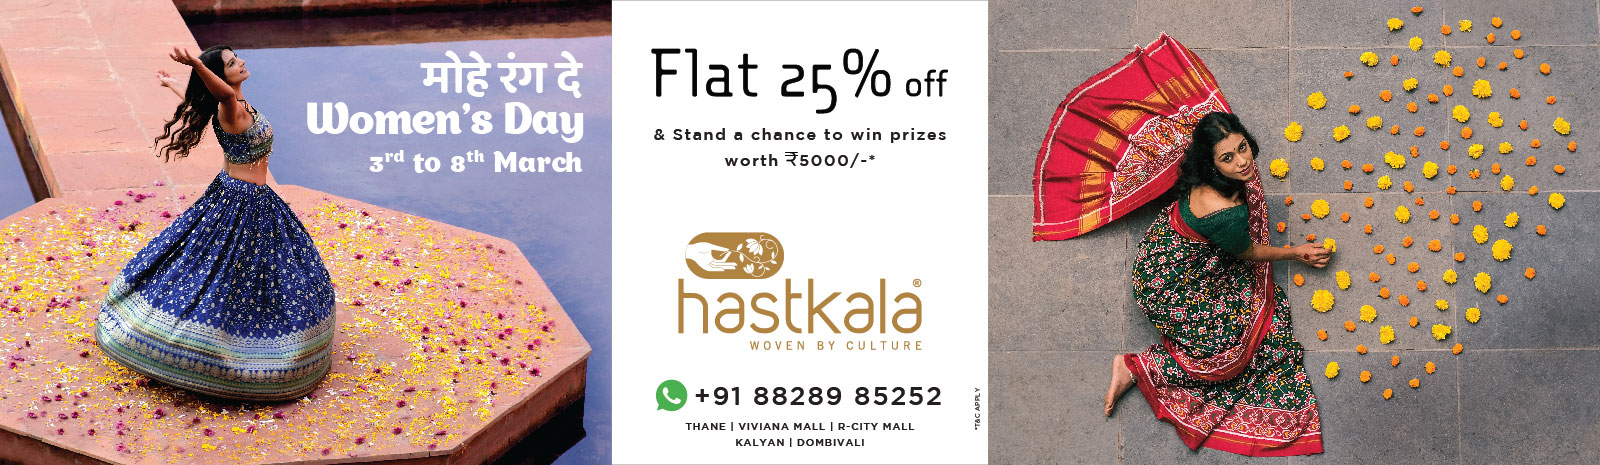 मोहे रंग दे
Women's Day
3rd to 8th March
Flat 25% off
& Stand a chance to win prizes
worth ₹5000/-*
hastkala®
WOVEN BY CULTURE
+91 88289 85252
THANE | VIVIANA MALL | R-CITY MALL
KALYAN | DOMBIVALI
*T&C APPLY